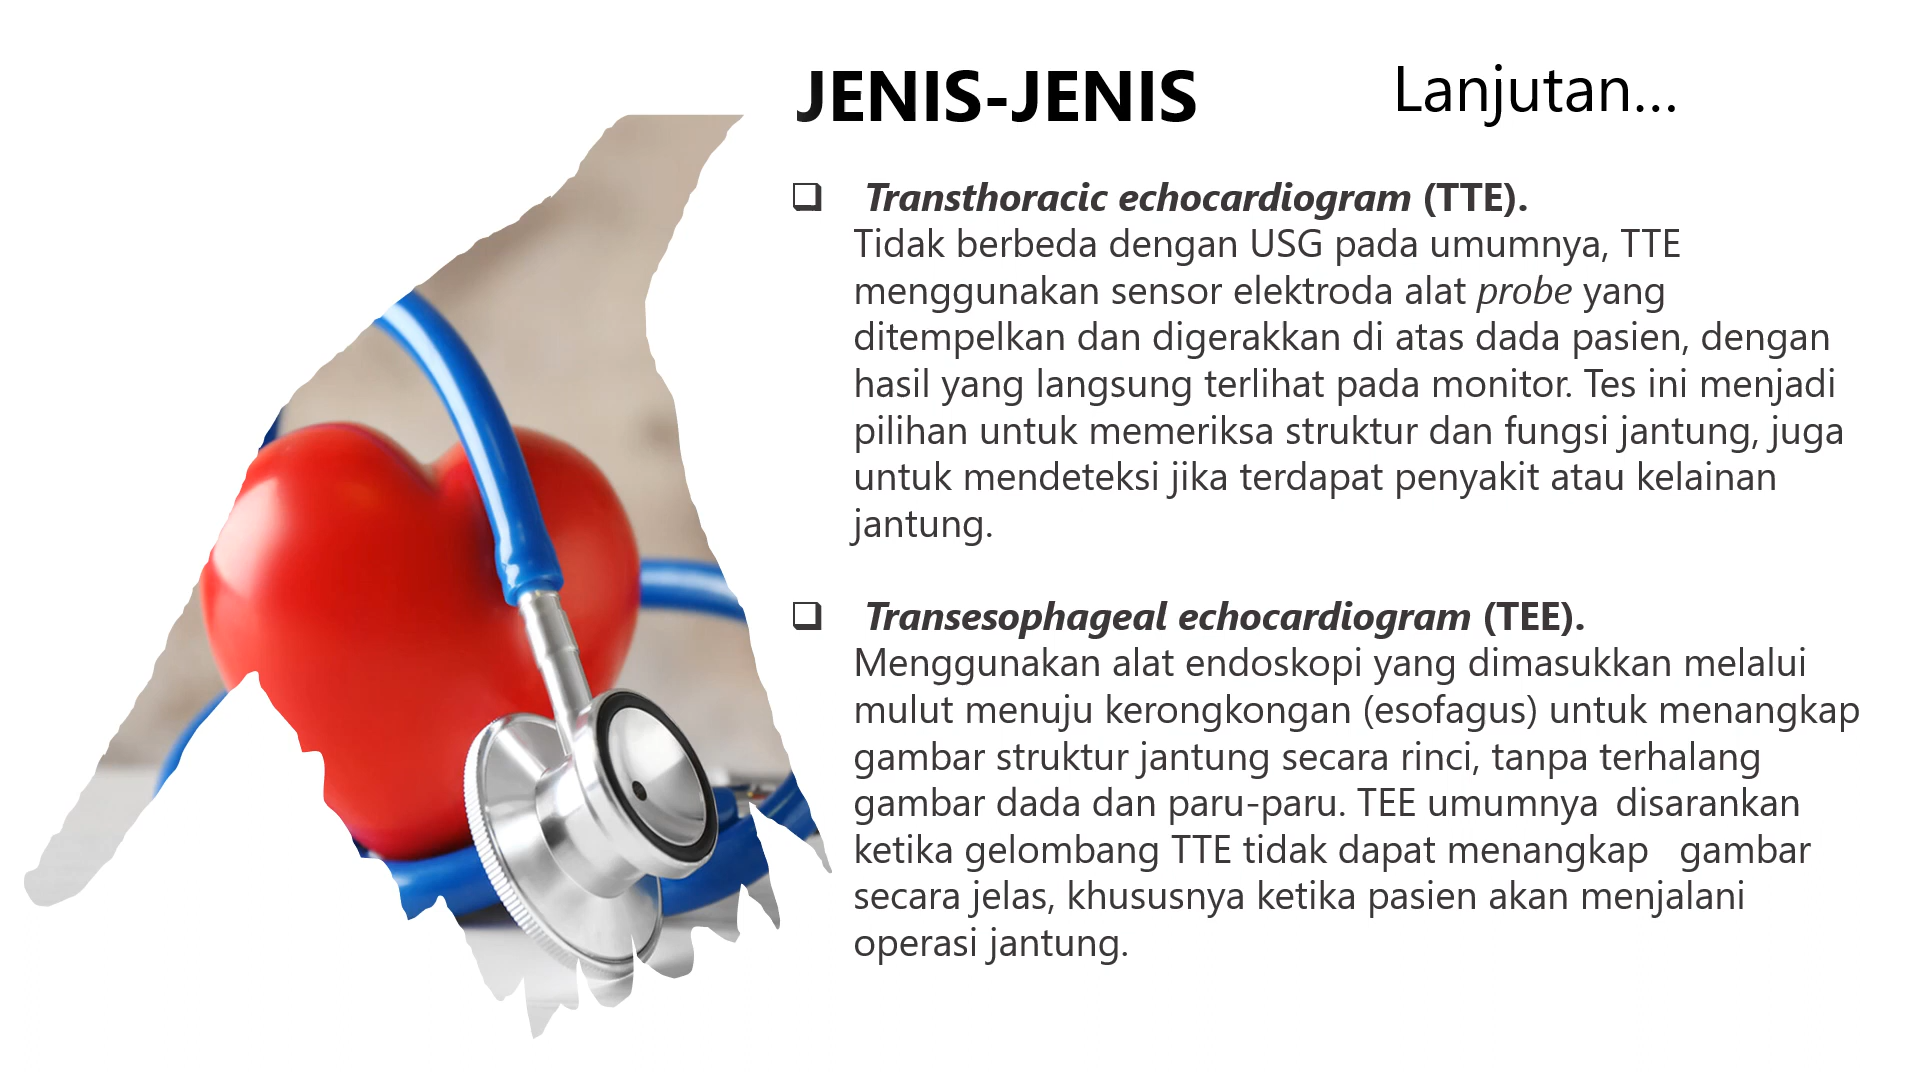 JENIS-JENIS
Lanjutan...
Transthoracic echocardiogram (TTE).
Tidak berbeda dengan USG pada umumnya, TTE
menggunakan sensor elektroda alat probe yang
ditempelkan dan digerakkan di atas dada pasien, dengan
hasil yang langsung terlihat pada monitor. Tes ini menjadi
pilihan untuk memeriksa struktur dan fungsi jantung, juga
untuk mendeteksi jika terdapat penyakit atau kelainan
jantung.
Transesophageal echocardiogram (TEE).
Menggunakan alat endoskopi yang dimasukkan melalui
mulut menuju kerongkongan (esofagus) untuk menangkap
gambar struktur jantung secara rinci, tanpa terhalang
gambar dada dan paru-paru. TEE umumnya disarankan
ketika gelombang TTE tidak dapat menangkap gambar
secara jelas, khususnya ketika pasien akan menjalani
operasi jantung.